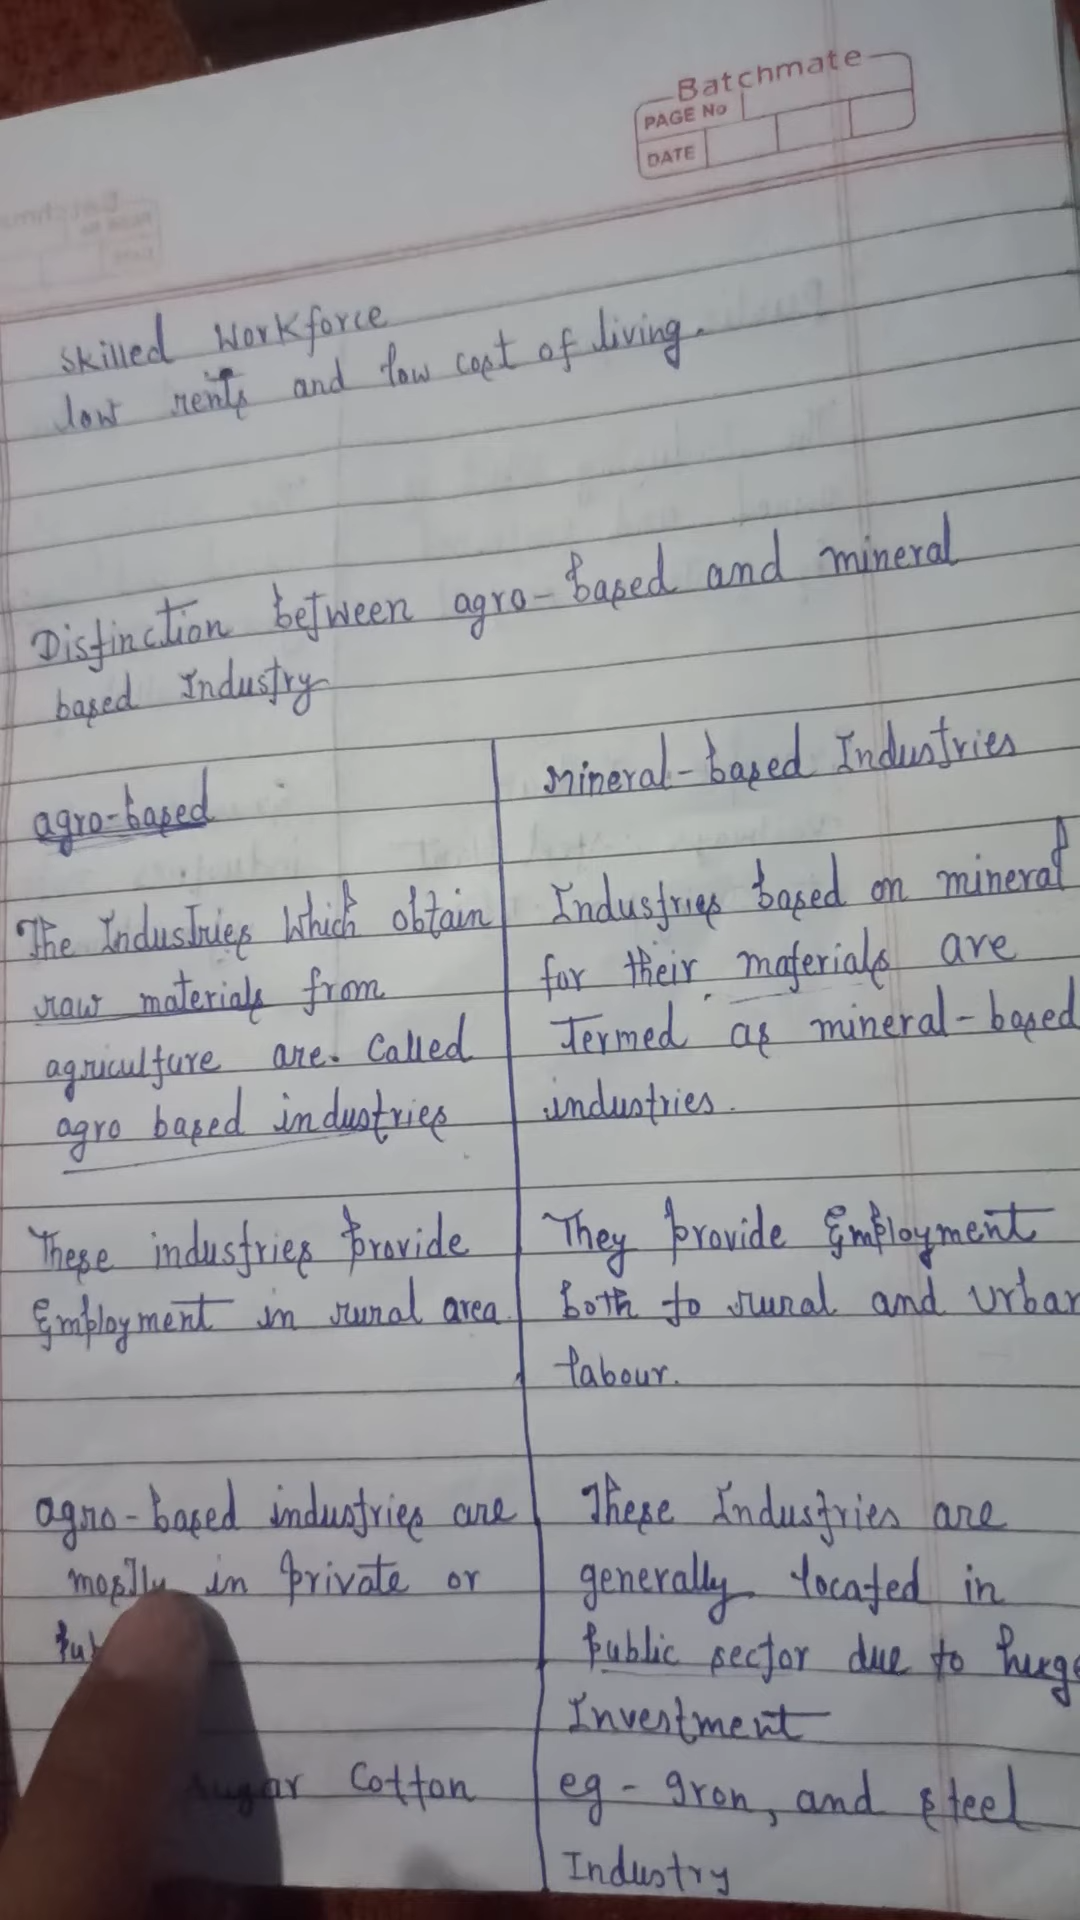 Batchmate
PAGE No
DATE
skilled Workforce
low rents and low cost of living.
Distinction between agro-based and mineral
based Industry
agro-based
The Industries Which obtain
raw materials from
agriculture are. Called
agro based industries
These industries Provide
Employment in rural area.
agro-based industries are
mostly in Private or
Sugar Cotton
Mineral-based Industries
Industries based on mineral
for their materials are
Termed as mineral-based
industries.
They Provide Employment
both to rural and Urban
labour.
These Industries are
generally located in
Public sector due to huge
Investment
eg - Iron, and steel
Industry